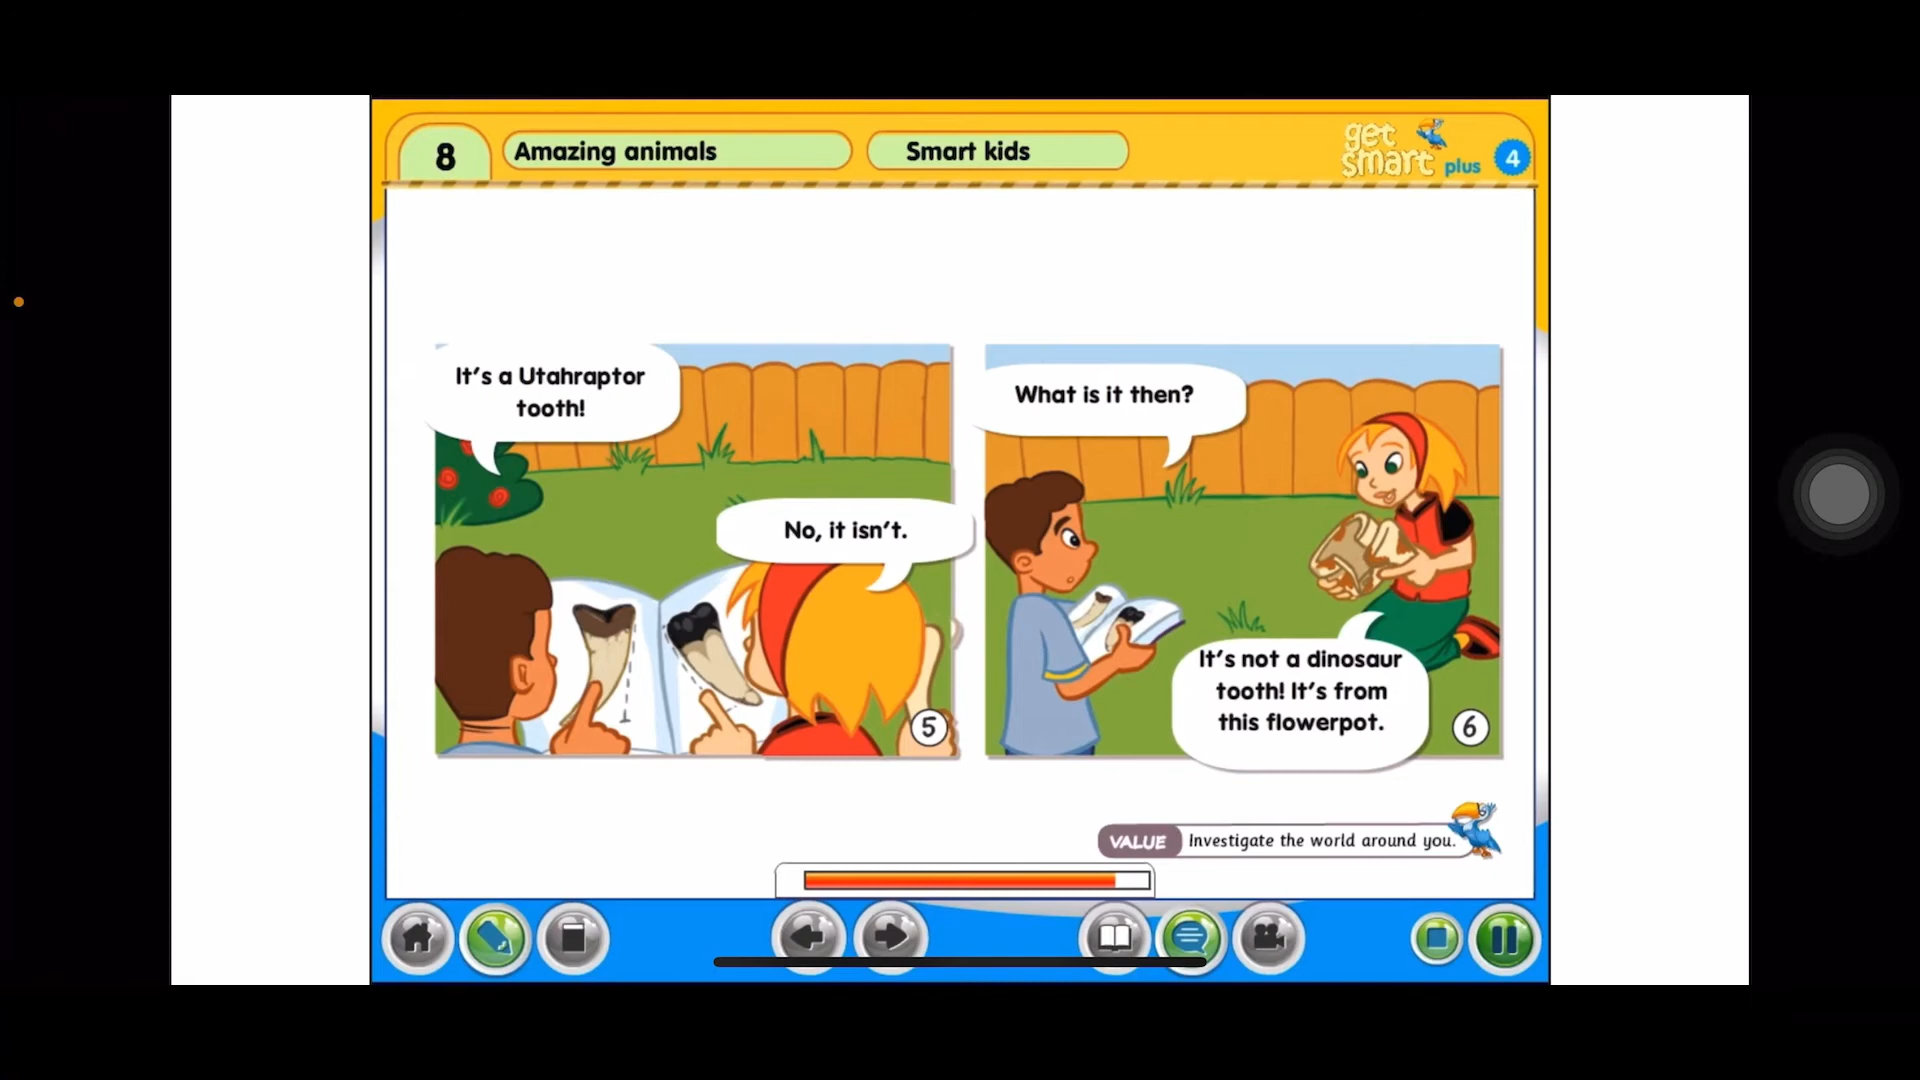 8
Amazing animals
Smart kids
get
smart plus 4
It's a Utahraptor
tooth!
No, it isn't.
5
What is it then?
It's not a dinosaur
tooth! It's from
this flowerpot.
6
VALUE Investigate the world around you.